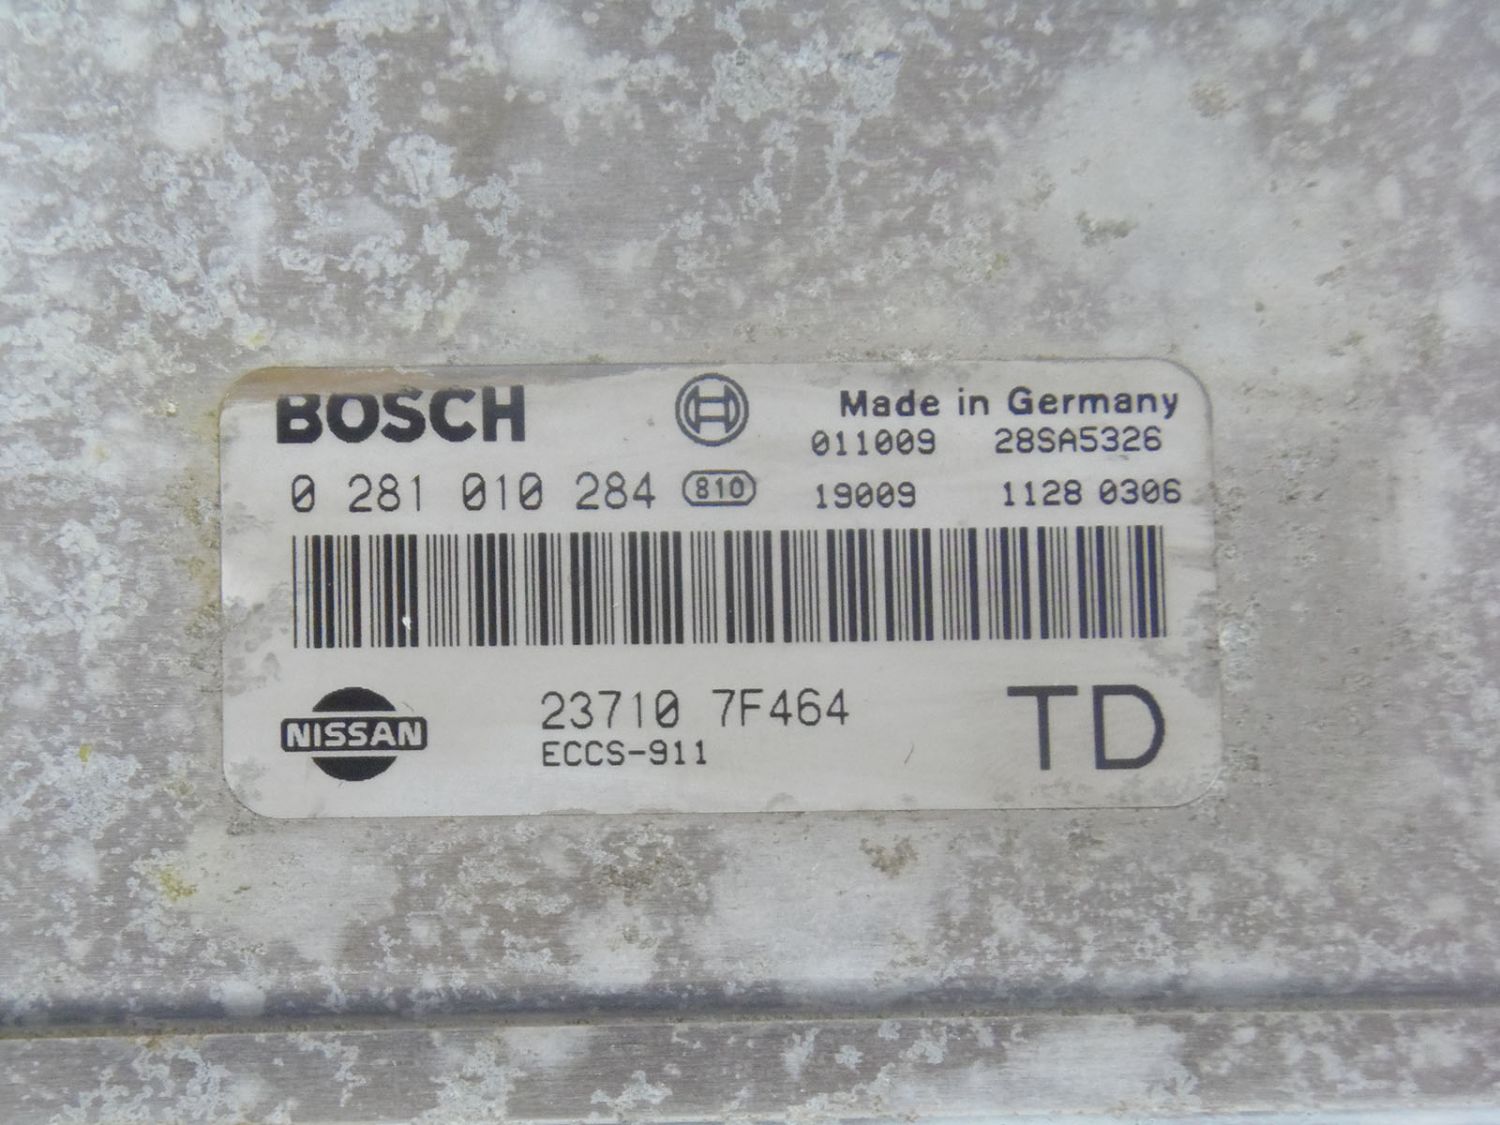 BOSCH Made in Germany
011009 28SA5326
0 281 010 284 810 19009 1128 0306
NISSAN 23710 7F464 TD
ECCS-911